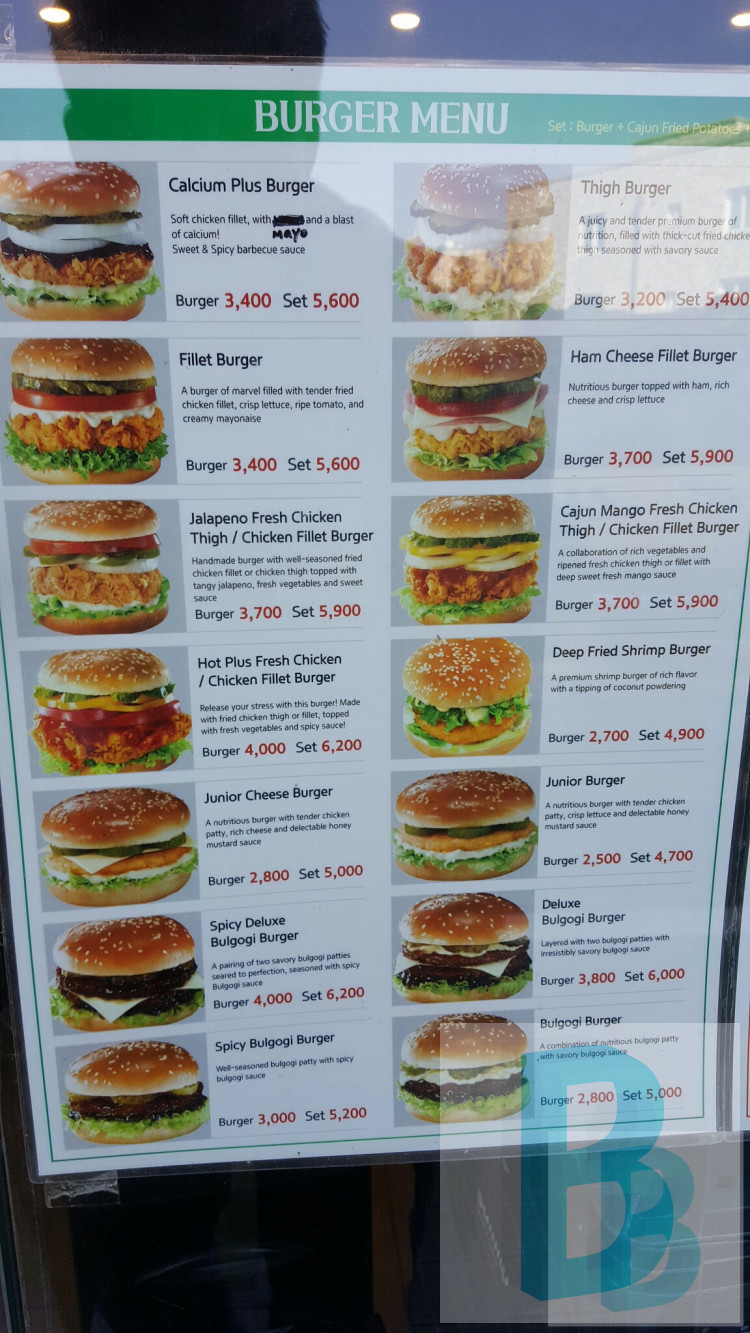 BURGER MENU
Set : Burger + Cajun Fried Potatoes +
Calcium Plus Burger
Soft chicken fillet, with mayo and a blast
of calcium!
Sweet & Spicy barbecue sauce
Burger 3,400 Set 5,600
Thigh Burger
A juicy and tender premium burger of
nutrition, filled with thick-cut fried chicke
thigh seasoned with savory sauce
Burger 3,200 Set 5,400
Fillet Burger
A burger of marvel filled with tender fried
chicken fillet, crisp lettuce, ripe tomato, and
creamy mayonaise
Burger 3,400 Set 5,600
Ham Cheese Fillet Burger
Nutritious burger topped with ham, rich
cheese and crisp lettuce
Burger 3,700 Set 5,900
Jalapeno Fresh Chicken
Thigh / Chicken Fillet Burger
Handmade burger with well-seasoned fried
chicken fillet or chicken thigh topped with
tangy jalapeno, fresh vegetables and sweet
sauce
Burger 3,700 Set 5,900
Cajun Mango Fresh Chicken
Thigh / Chicken Fillet Burger
A collaboration of rich vegetables and
ripened fresh chicken thigh or fillet with
deep sweet fresh mango sauce
Burger 3,700 Set 5,900
Hot Plus Fresh Chicken
/ Chicken Fillet Burger
Release your stress with this burger! Made
with fried chicken thigh or fillet, topped
with fresh vegetables and spicy sauce!
Burger 4,000 Set 6,200
Deep Fried Shrimp Burger
A premium shrimp burger of rich flavor
with a tipping of coconut powdering
Burger 2,700 Set 4,900
Junior Cheese Burger
A nutritious burger with tender chicken
patty, rich cheese and delectable honey
mustard sauce
Burger 2,800 Set 5,000
Junior Burger
A nutritious burger with tender chicken
patty, crisp lettuce and delectable honey
mustard sauce
Burger 2,500 Set 4,700
Spicy Deluxe
Bulgogi Burger
A pairing of two savory bulgogi patties
seared to perfection, seasoned with spicy
Bulgogi sauce
Burger 4,000 Set 6,200
Deluxe
Bulgogi Burger
Layered with two bulgogi patties with
irresistibly savory bulgogi sauce
Burger 3,800 Set 6,000
Spicy Bulgogi Burger
Well-seasoned bulgogi patty with spicy
bulgogi sauce
Burger 3,000 Set 5,200
Bulgogi Burger
A combination of nutritious bulgogi patty
with savory bulgogi sauce
Burger 2,800 Set 5,000
B
B